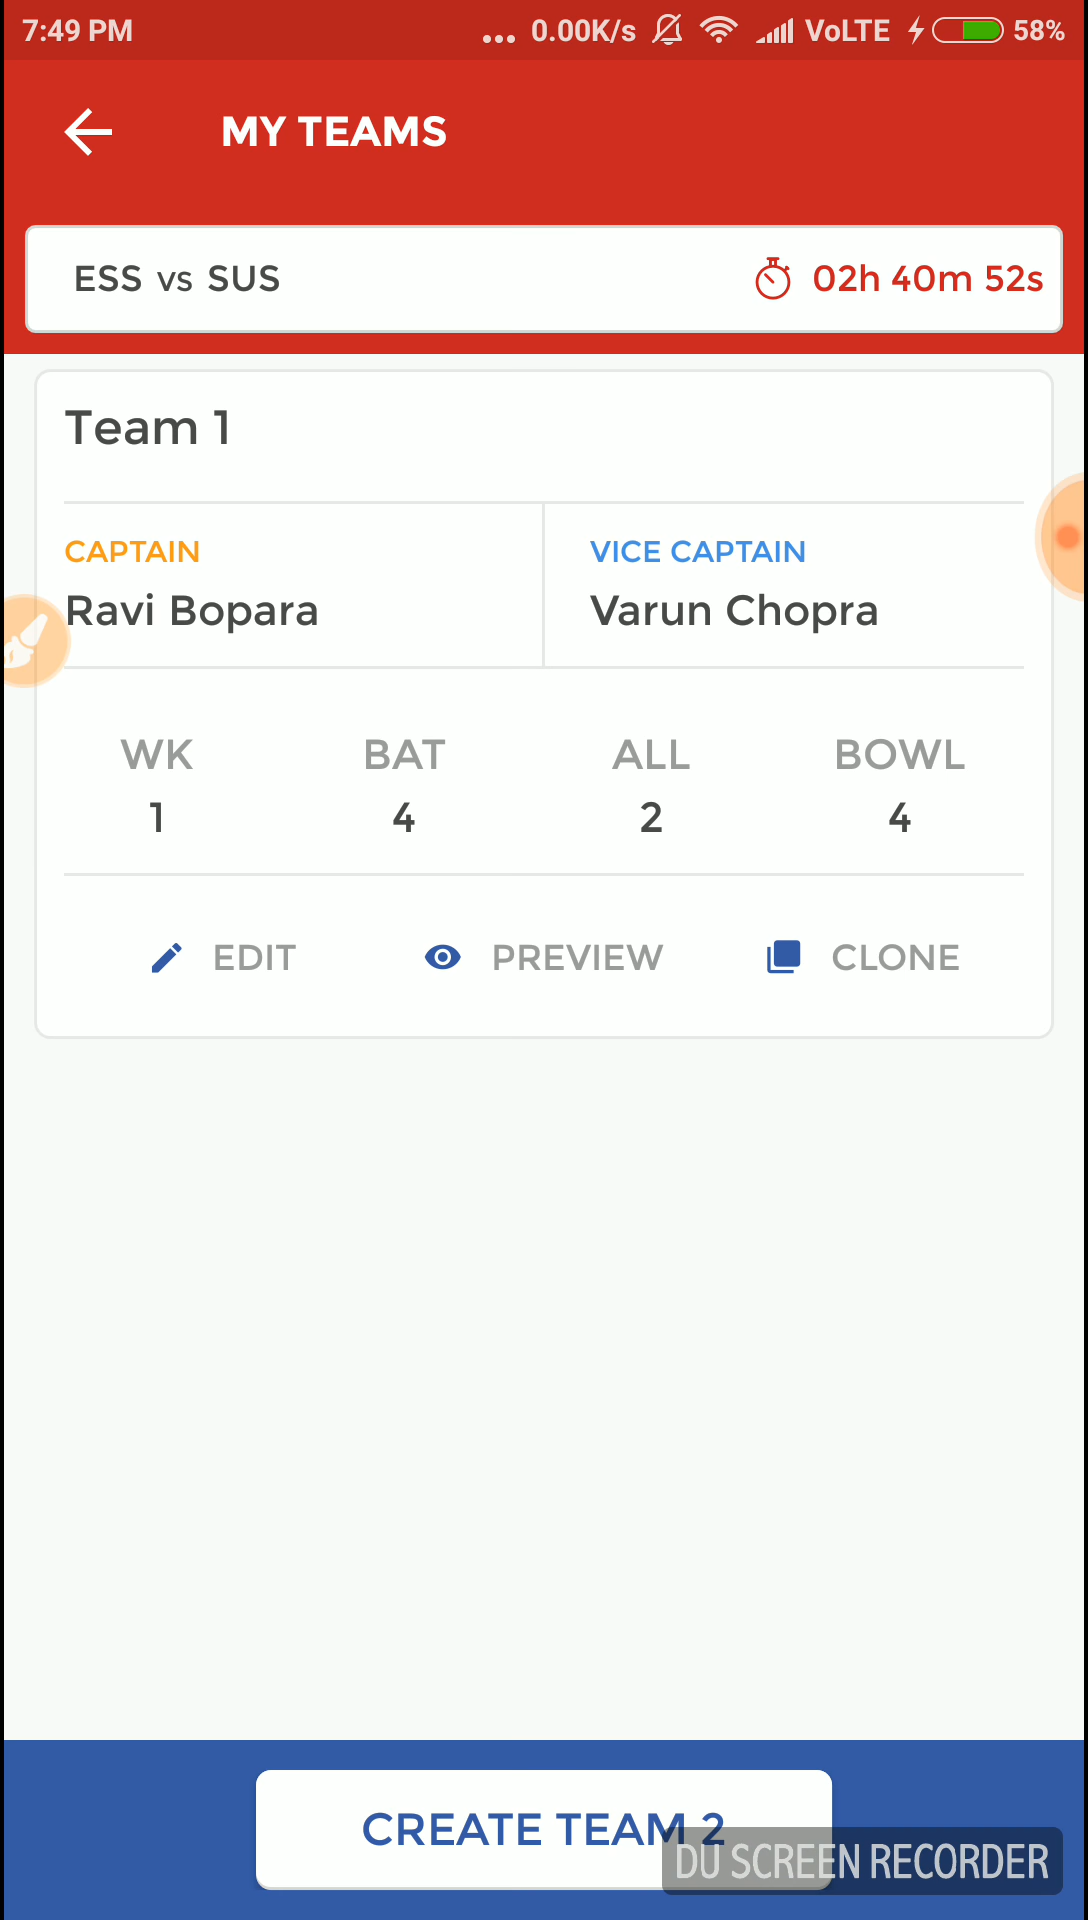 7:49 PM ... 0.00K/s VoLTE 58%
MY TEAMS
ESS vs SUS 02h 40m 52s
Team 1
CAPTAIN VICE CAPTAIN
Ravi Bopara Varun Chopra
WK BAT ALL BOWL
1 4 2 4
EDIT PREVIEW CLONE
CREATE TEAM 2
DU SCREEN RECORDER